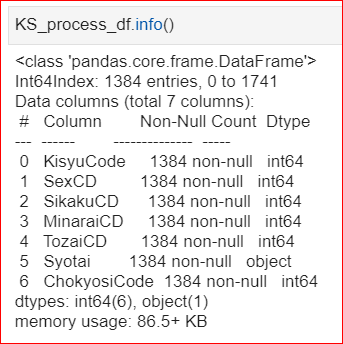 KS_process_df.info()
<class 'pandas.core.frame.DataFrame'>
Int64Index: 1384 entries, 0 to 1741
Data columns (total 7 columns):
# Column Non-Null Count Dtype
--- ------ -------------- -----
0 KisyuCode 1384 non-null int64
1 SexCD 1384 non-null int64
2 SikakuCD 1384 non-null int64
3 MinaraiCD 1384 non-null int64
4 TozaiCD 1384 non-null int64
5 Syotai 1384 non-null object
6 ChokyosiCode 1384 non-null int64
dtypes: int64(6), object(1)
memory usage: 86.5+ KB